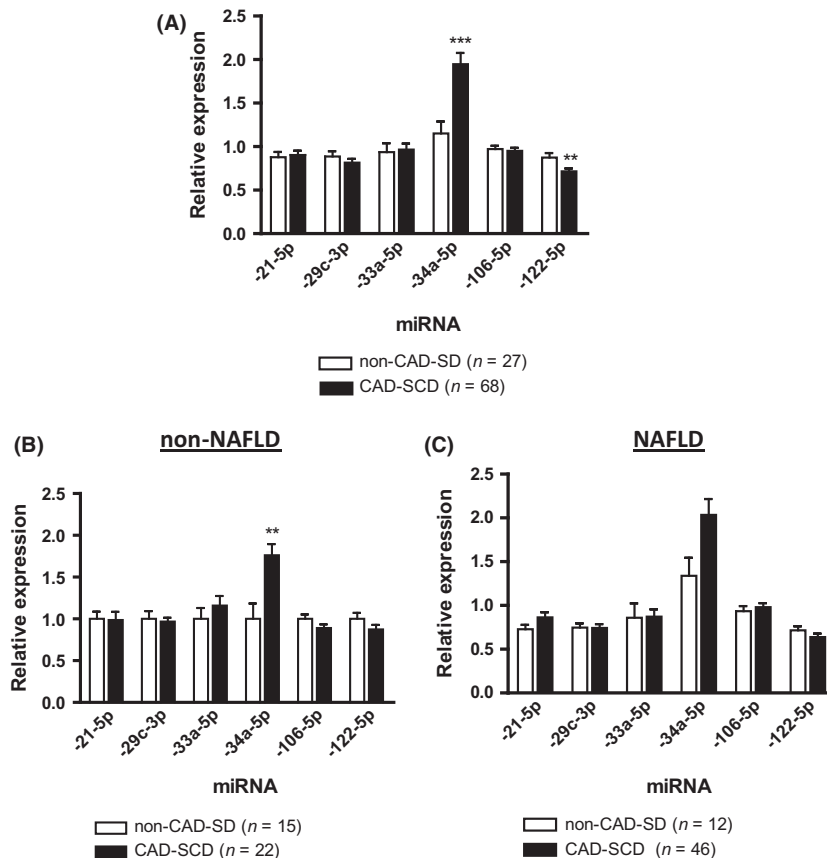 (A)
***
**
2.5
2.0
1.5
1.0
0.5
0.0
Relative expression
-21-5p
-29c-3p
-33a-5p
-34a-5p
-106-5p
-122-5p
miRNA
non-CAD-SD (n = 27)
CAD-SCD (n = 68)
(B)
non-NAFLD
**
2.5
2.0
1.5
1.0
0.5
0.0
Relative expression
-21-5p
-29c-3p
-33a-5p
-34a-5p
-106-5p
-122-5p
miRNA
non-CAD-SD (n = 15)
CAD-SCD (n = 22)
(C)
NAFLD
2.5
2.0
1.5
1.0
0.5
0.0
Relative expression
-21-5p
-29c-3p
-33a-5p
-34a-5p
-106-5p
-122-5p
miRNA
non-CAD-SD (n = 12)
CAD-SCD (n = 46)